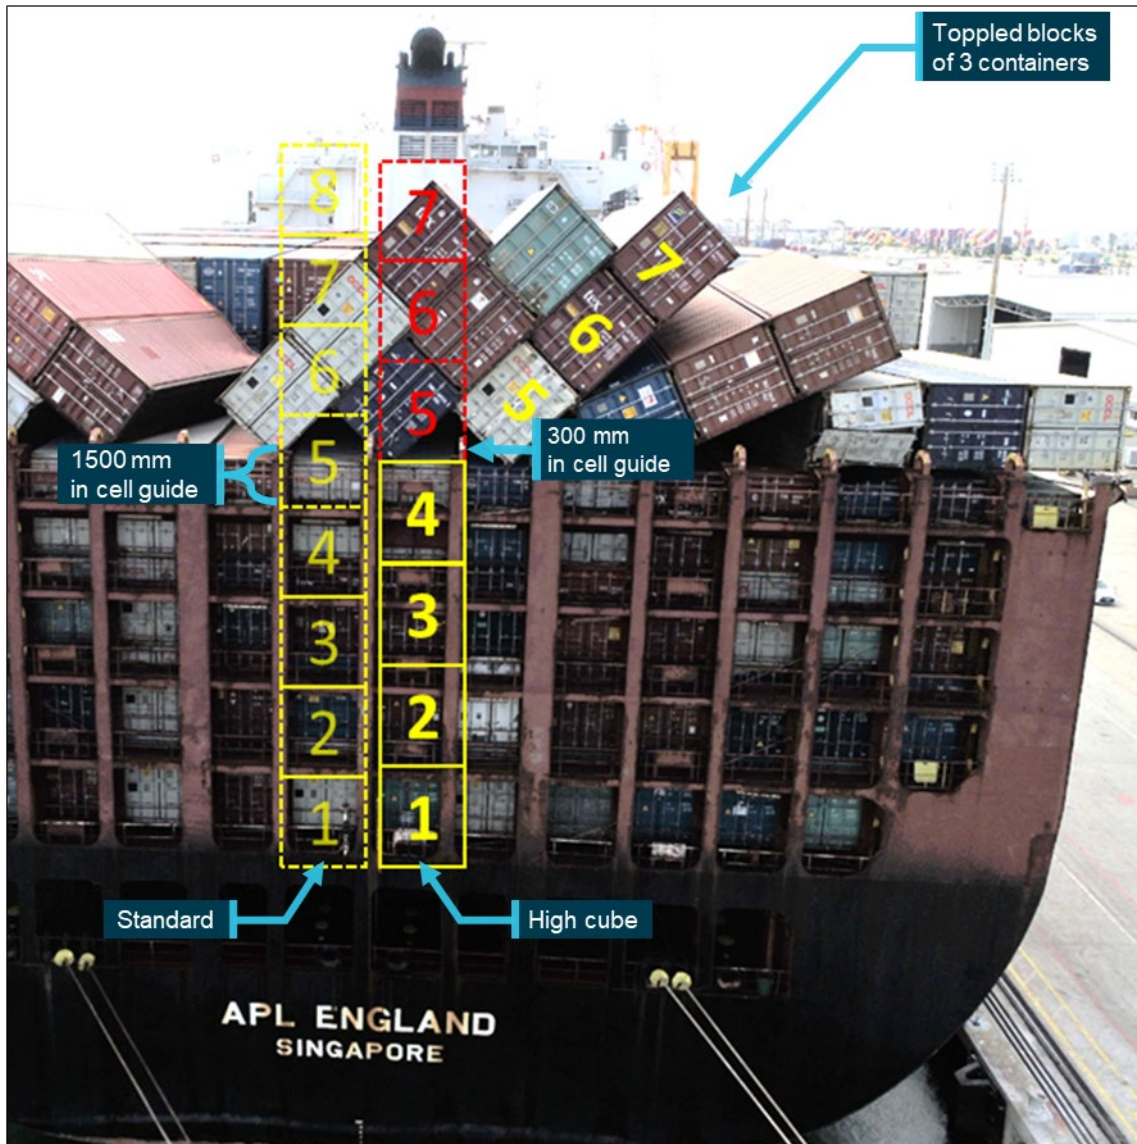 Toppled blocks
of 3 containers
8
7
6
5
4
3
2
1
7
6
5
4
3
2
1
7
6
5
1500 mm
in cell guide
300 mm
in cell guide
Standard
High cube
APL ENGLAND
SINGAPORE